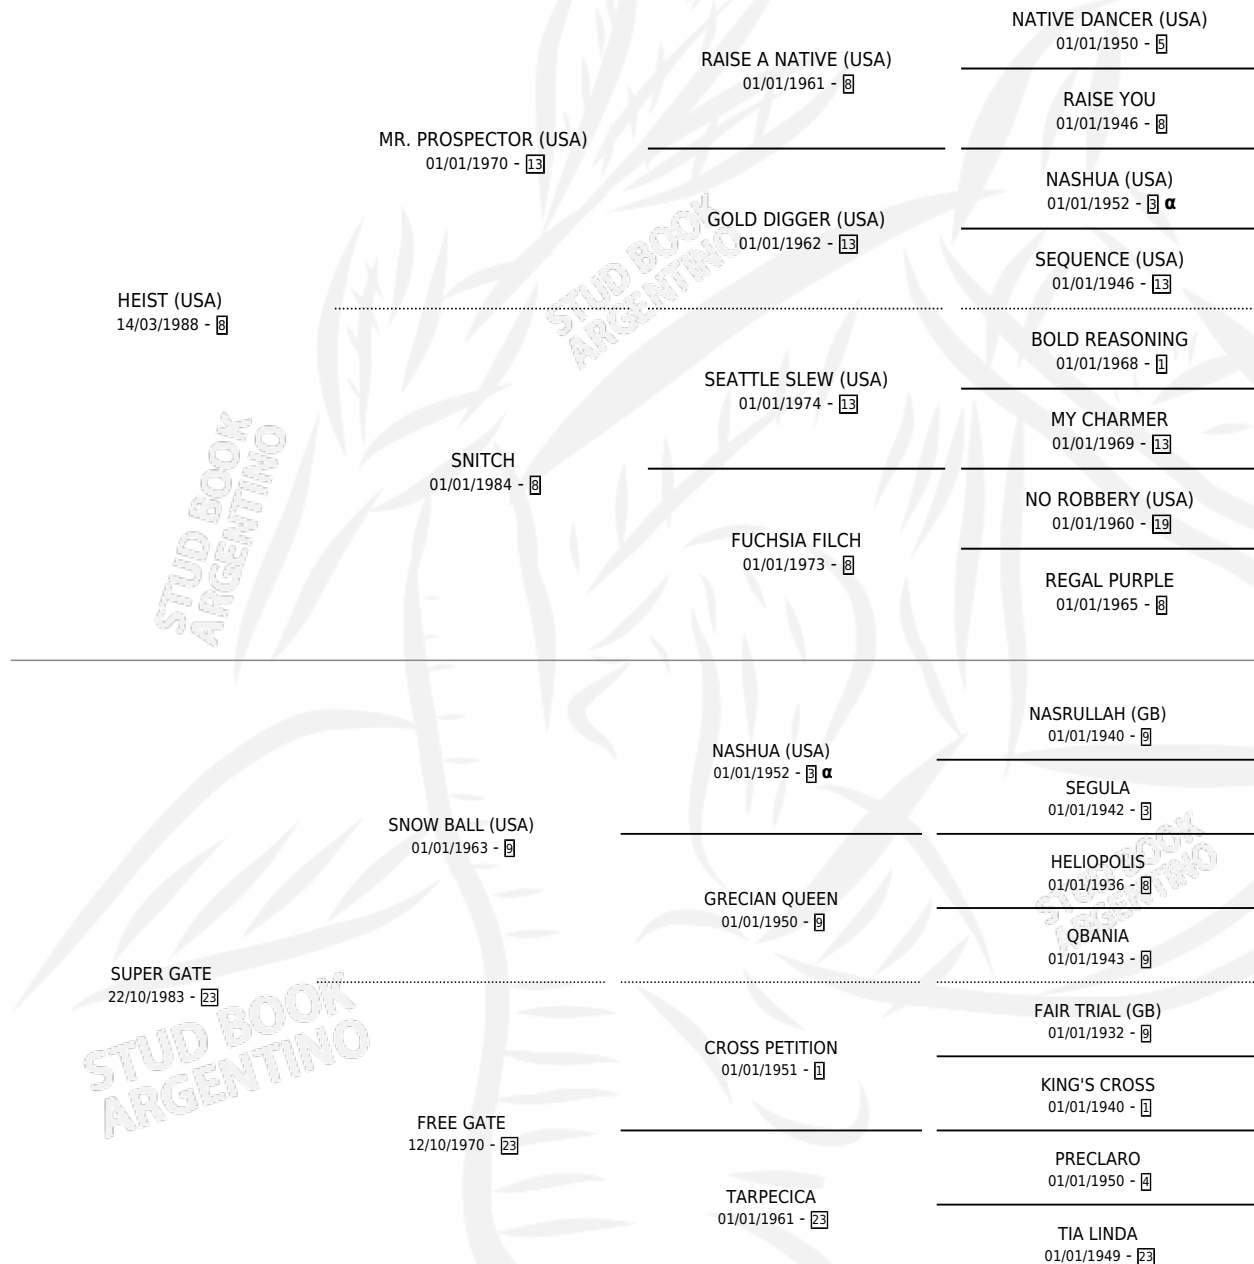 NATIVE DANCER (USA)
01/01/1950 - 5
RAISE A NATIVE (USA)
01/01/1961 - 8
RAISE YOU
01/01/1946 - 8
MR. PROSPECTOR (USA)
01/01/1970 - 13
NASHUA (USA)
01/01/1952 - 3 α
GOLD DIGGER (USA)
01/01/1962 - 13
SEQUENCE (USA)
01/01/1946 - 13
STUD BOOK
ARGENTINO
HEIST (USA)
14/03/1988 - 8
BOLD REASONING
01/01/1968 - 1
SEATTLE SLEW (USA)
01/01/1974 - 13
MY CHARMER
01/01/1969 - 13
SNITCH
01/01/1984 - 8
NO ROBBERY (USA)
01/01/1960 - 19
FUCHSIA FILCH
01/01/1973 - 8
REGAL PURPLE
01/01/1965 - 8
STUD BOOK
ARGENTINO
NASRULLAH (GB)
01/01/1940 - 9
NASHUA (USA)
01/01/1952 - 3 α
SEGULA
01/01/1942 - 3
SNOW BALL (USA)
01/01/1963 - 9
HELIOPOLIS
01/01/1936 - 8
GRECIAN QUEEN
01/01/1950 - 9
QBANIA
01/01/1943 - 9
STUD BOOK
ARGENTINO
SUPER GATE
22/10/1983 - 23
FAIR TRIAL (GB)
01/01/1932 - 9
CROSS PETITION
01/01/1951 - 1
KING'S CROSS
01/01/1940 - 1
STUD BOOK
ARGENTINO
FREE GATE
12/10/1970 - 23
PRECLARO
01/01/1950 - 4
TARPECICA
01/01/1961 - 23
TIA LINDA
01/01/1949 - 23